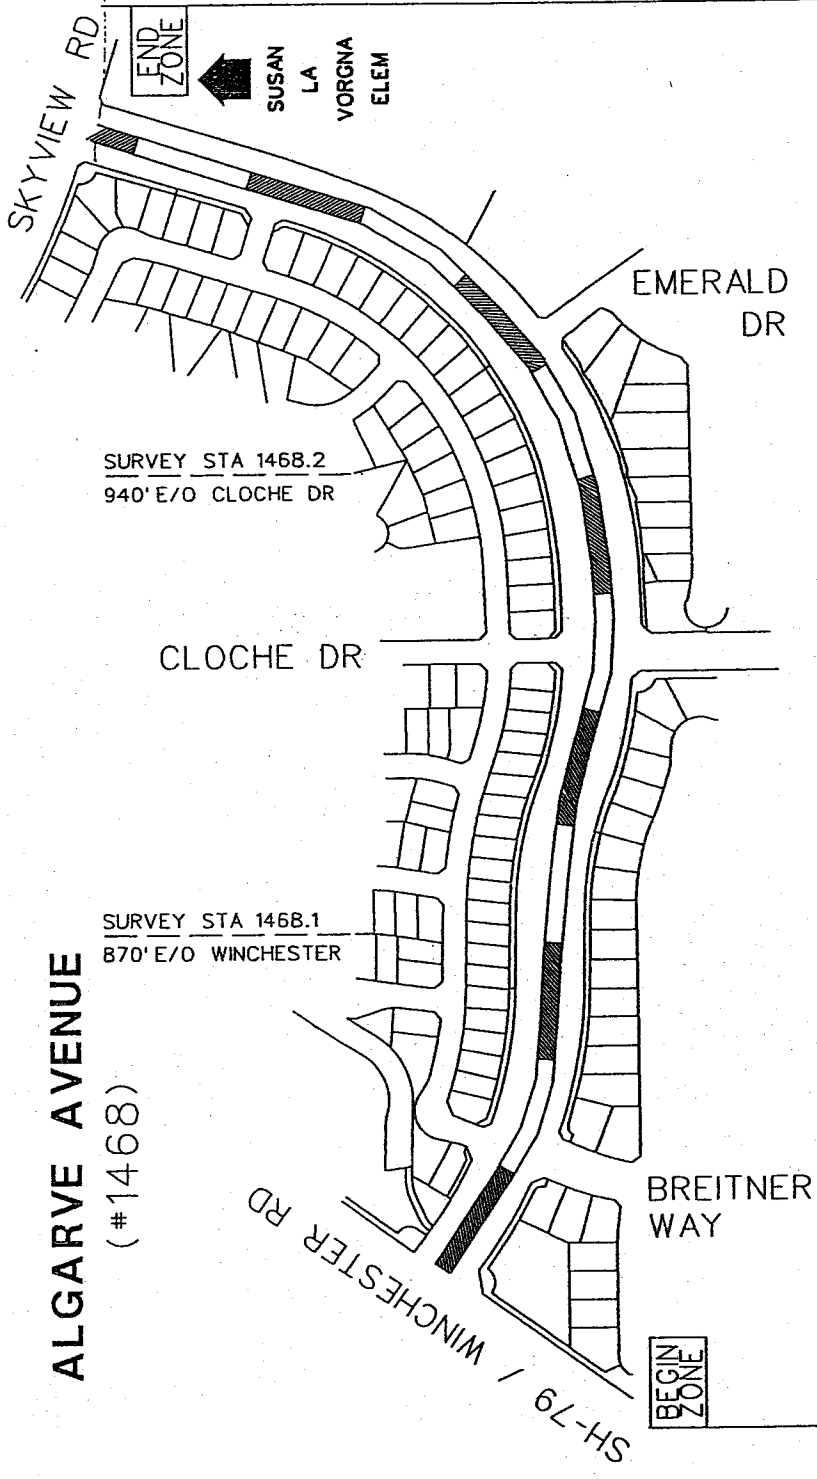 ALGARVE AVENUE
(#1468)
SKYVIEW RD
END
ZONE
SUSAN
LA
VORGNA
ELEM
EMERALD
DR
SURVEY STA 1468.2
940' E/O CLOCHE DR
CLOCHE DR
SURVEY STA 1468.1
870' E/O WINCHESTER
BREITNER
WAY
SH-79 / WINCHESTER RD
BEGIN
ZONE